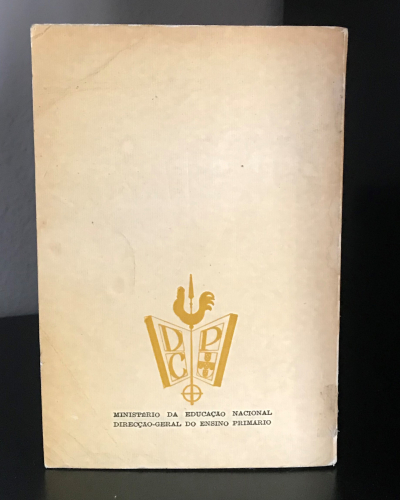 D P
C
MINISTÉRIO DA EDUCAÇÃO NACIONAL
DIRECÇÃO-GERAL DO ENSINO PRIMÁRIO